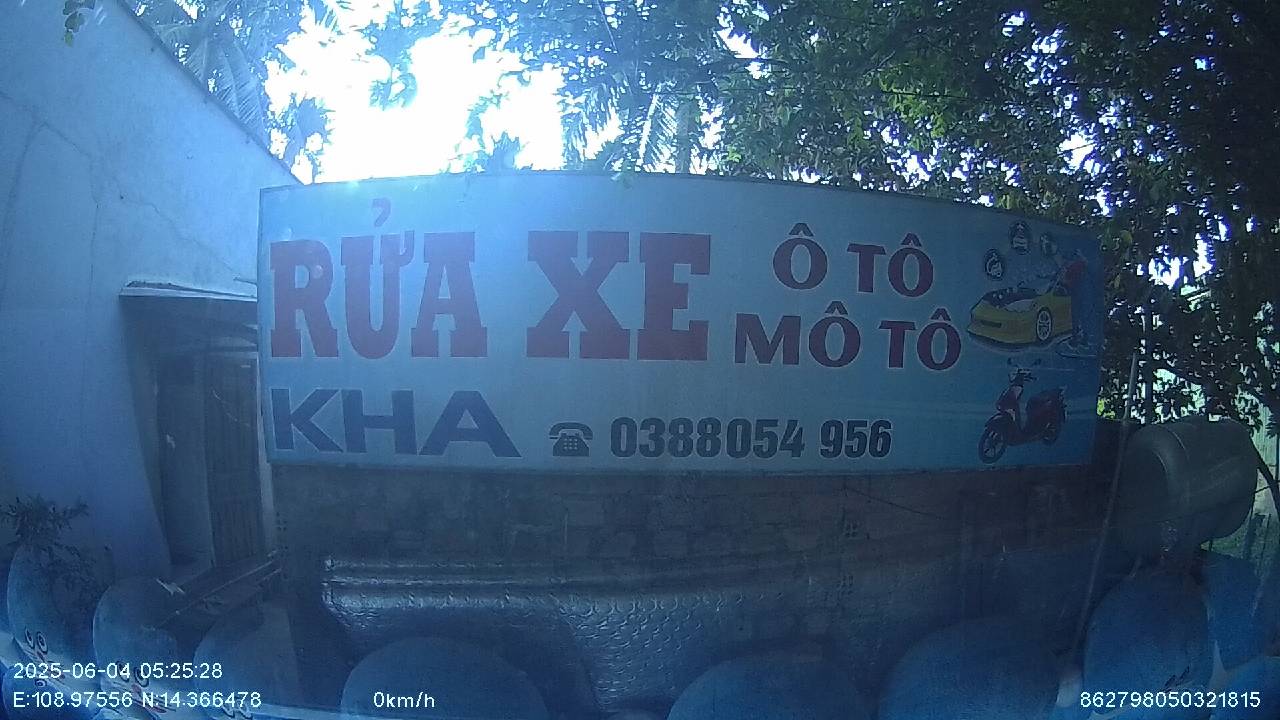 RỬA XE
Ô TÔ
MÔ TÔ
KHA
0388054 956
2025-06-04 05:25:28
E:108.97556 N:14.366478
0km/h
862798050321815